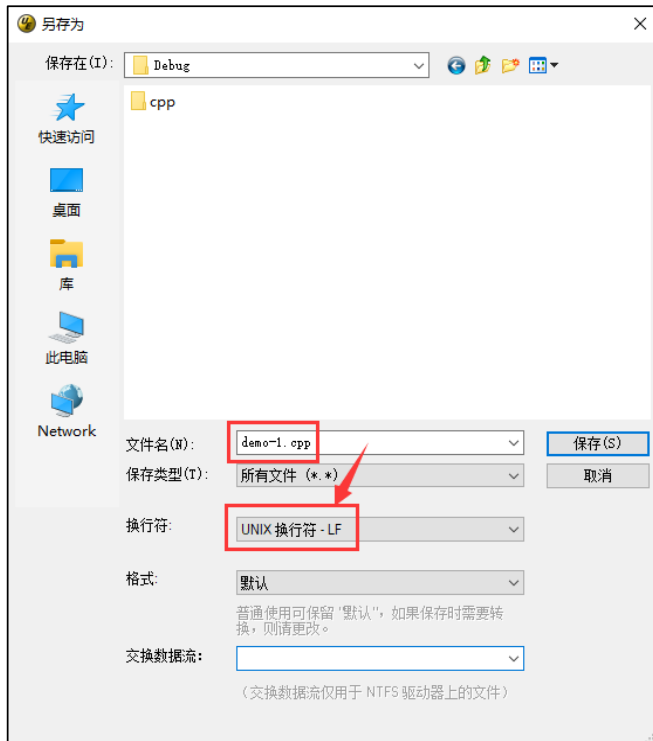 另存为
保存在(I):
Debug
cpp
快速访问
桌面
库
此电脑
Network
文件名(N):
demo-1.cpp
保存(S)
保存类型(T):
所有文件 (*.*)
取消
换行符:
UNIX 换行符 - LF
格式:
默认
普通使用可保留 '默认", 如果保存时需要转
换，则请更改。
交换数据流:
（交换数据流仅用于 NTFS 驱动器上的文件）